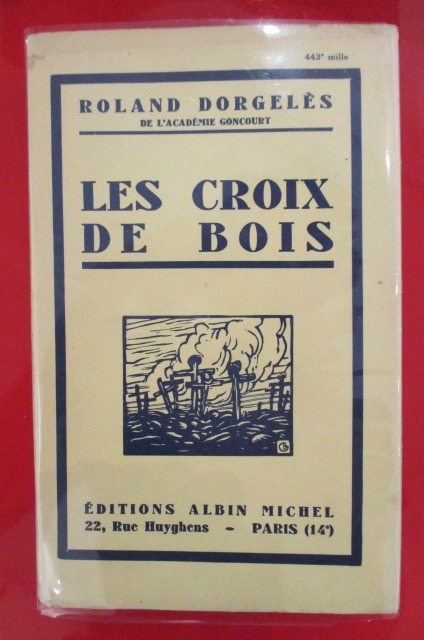 443e mille
ROLAND DORGELÈS
DE L'ACADÉMIE GONCOURT
LES CROIX
DE BOIS
ÉDITIONS ALBIN MICHEL
22, Rue Huyghens – PARIS (14e)